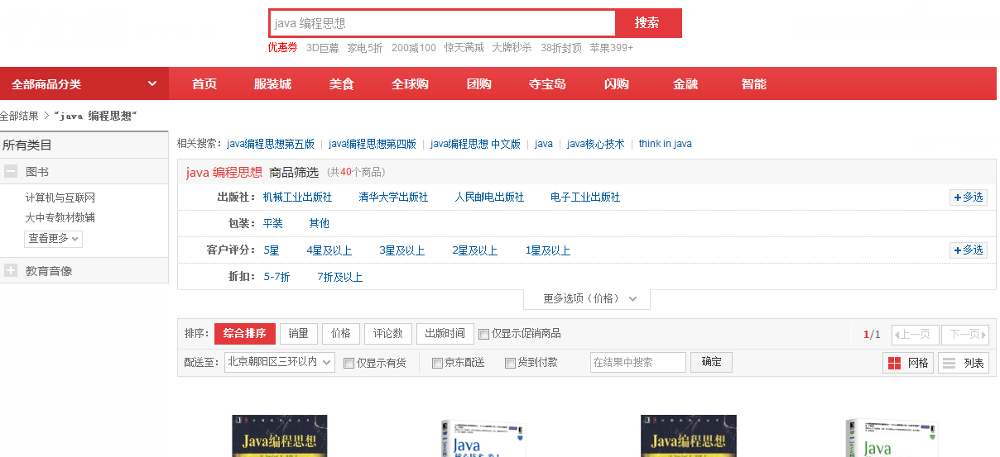 java 编程思想 搜索
优惠券 3D巨幕 家电5折 200减100 惊天满减 大牌秒杀 38折封顶 苹果399+
全部商品分类 首页 服装城 美食 全球购 团购 夺宝岛 闪购 金融 智能
全部结果 > "java 编程思想"
相关搜索: java编程思想第五版 java编程思想第四版 java编程思想 中文版 java java核心技术 think in java
所有类目
图书
计算机与互联网
大中专教材教辅
查看更多
教育音像
java 编程思想 商品筛选 (共40个商品)
出版社: 机械工业出版社 清华大学出版社 人民邮电出版社 电子工业出版社 +多选
包装: 平装 其他
客户评分: 5星 4星及以上 3星及以上 2星及以上 1星及以上 +多选
折扣: 5-7折 7折及以上
更多选项(价格)
排序: 综合排序 销量 价格 评论数 出版时间 仅显示促销商品 1/1 上一页 下一页
配送至: 北京朝阳区三环以内 仅显示有货 京东配送 货到付款 在结果中搜索 确定 网格 列表
Java编程思想
Java
Java编程思想
Java